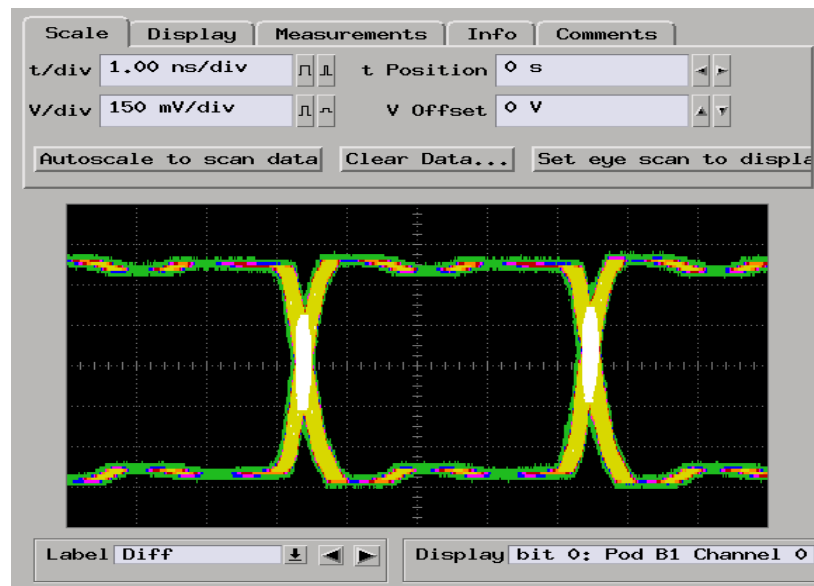 Scale Display Measurements Info Comments
t/div 1.00 ns/div t Position 0 s
V/div 150 mV/div V Offset 0 V
Autoscale to scan data Clear Data... Set eye scan to displa
Label Diff Display bit 0: Pod B1 Channel 0